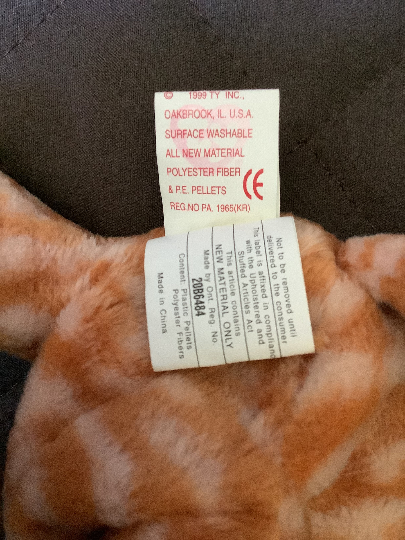 © 1999 TY INC.,
OAKBROOK, IL. U.S.A.
SURFACE WASHABLE
ALL NEW MATERIAL
POLYESTER FIBER
& P.E. PELLETS CE
REG.NO PA. 1965(KR)
Not to be removed until
delivered to the consumer
This label is affixed in compliance
with the Upholstered and
Stuffed Articles Act
This article contains
NEW MATERIAL ONLY
Made by Ont. Reg. No.
20B6484
Content: Plastic Pellets
Polyester Fibers
Made in China